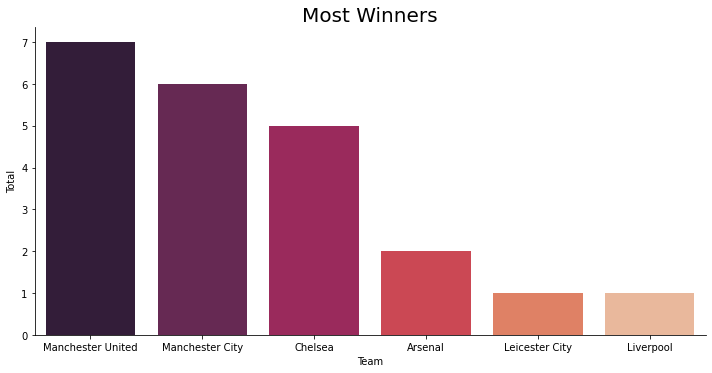 Most Winners
7
6
5
4
3
2
1
0
Total
Manchester United
Manchester City
Chelsea
Arsenal
Leicester City
Liverpool
Team